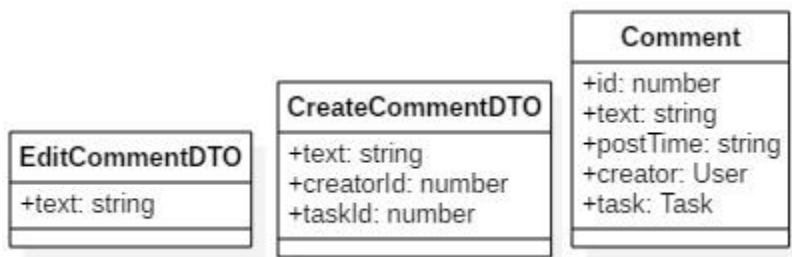 EditCommentDTO
+text: string
CreateCommentDTO
+text: string
+creatorId: number
+taskId: number
Comment
+id: number
+text: string
+postTime: string
+creator: User
+task: Task